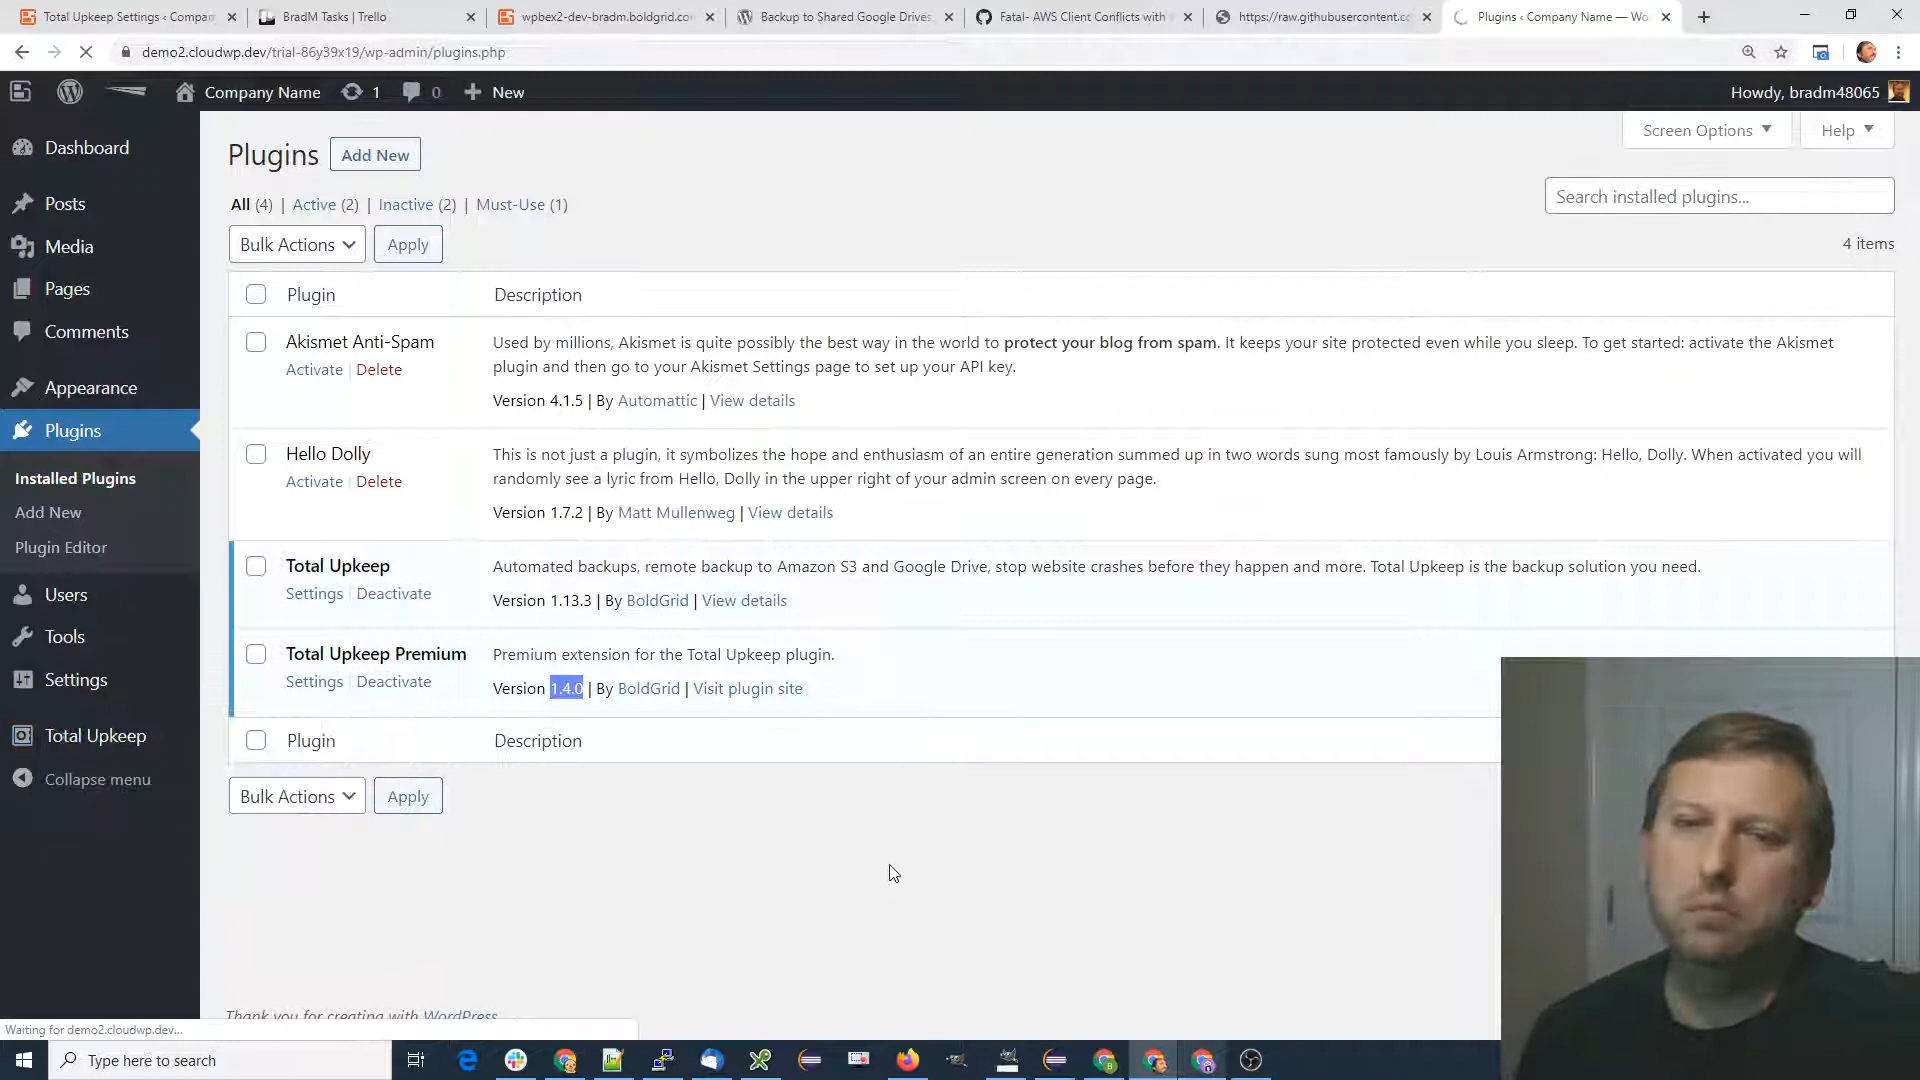 Total Upkeep Settings ‹ Compan
BradM Tasks | Trello
wpbex2-dev-bradm.boldgrid.co
Backup to Shared Google Drives,
Fatal- AWS Client Conflicts with
https://raw.githubusercontent.cc
Plugins ‹ Company Name — Wo
demo2.cloudwp.dev/trial-86y39x19/wp-admin/plugins.php
Company Name
1
0
New
Howdy, bradm48065
Dashboard
Posts
Media
Pages
Comments
Appearance
Plugins
Installed Plugins
Add New
Plugin Editor
Users
Tools
Settings
Total Upkeep
Collapse menu
Screen Options
Help
Plugins
Add New
All (4) | Active (2) | Inactive (2) | Must-Use (1)
Search installed plugins...
Bulk Actions
Apply
4 items
Plugin
Description
Akismet Anti-Spam
Activate | Delete
Used by millions, Akismet is quite possibly the best way in the world to protect your blog from spam. It keeps your site protected even while you sleep. To get started: activate the Akismet
plugin and then go to your Akismet Settings page to set up your API key.
Version 4.1.5 | By Automattic | View details
Hello Dolly
Activate | Delete
This is not just a plugin, it symbolizes the hope and enthusiasm of an entire generation summed up in two words sung most famously by Louis Armstrong: Hello, Dolly. When activated you will
randomly see a lyric from Hello, Dolly in the upper right of your admin screen on every page.
Version 1.7.2 | By Matt Mullenweg | View details
Total Upkeep
Settings | Deactivate
Automated backups, remote backup to Amazon S3 and Google Drive, stop website crashes before they happen and more. Total Upkeep is the backup solution you need.
Version 1.13.3 | By BoldGrid | View details
Total Upkeep Premium
Settings | Deactivate
Premium extension for the Total Upkeep plugin.
Version 1.4.0 | By BoldGrid | Visit plugin site
Plugin
Description
Bulk Actions
Apply
Thank you for creating with WordPress
Waiting for demo2.cloudwp.dev...
Type here to search